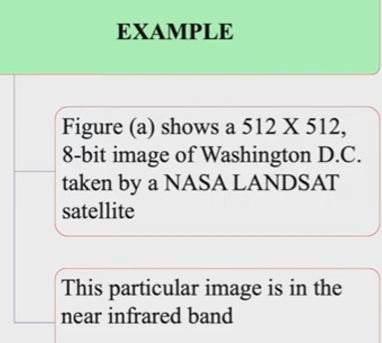 EXAMPLE
Figure (a) shows a 512 X 512,
8-bit image of Washington D.C.
taken by a NASA LANDSAT
satellite
This particular image is in the
near infrared band